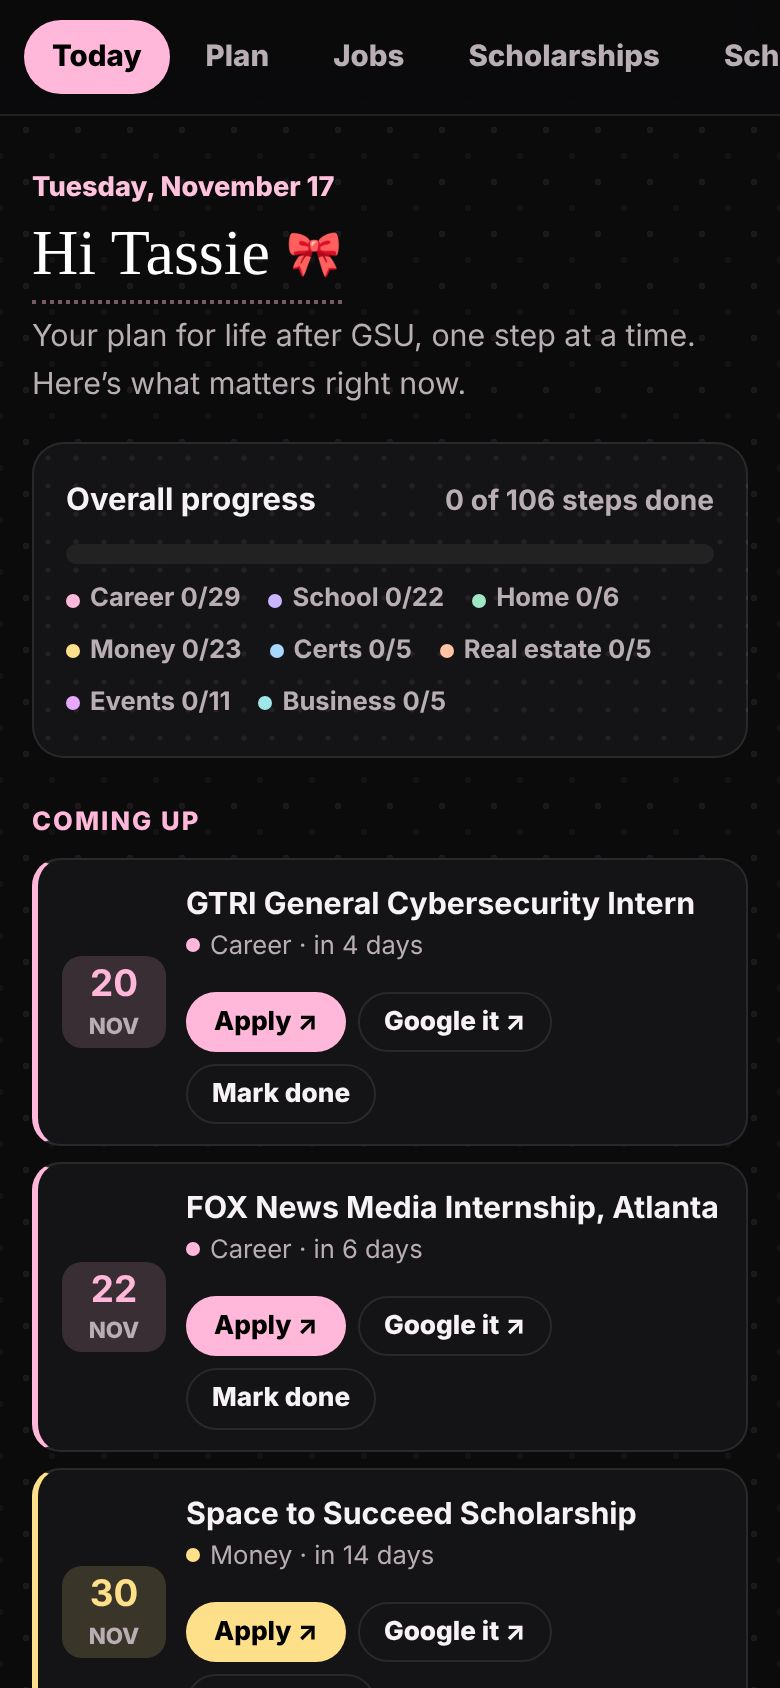 Today Plan Jobs Scholarships Sch
Tuesday, November 17
Hi Tassie 🎀
Your plan for life after GSU, one step at a time.
Here’s what matters right now.
Overall progress 0 of 106 steps done
Career 0/29 School 0/22 Home 0/6
Money 0/23 Certs 0/5 Real estate 0/5
Events 0/11 Business 0/5
COMING UP
GTRI General Cybersecurity Intern
Career · in 4 days
20
NOV
Apply ↗ Google it ↗
Mark done
FOX News Media Internship, Atlanta
Career · in 6 days
22
NOV
Apply ↗ Google it ↗
Mark done
Space to Succeed Scholarship
Money · in 14 days
30
NOV
Apply ↗ Google it ↗